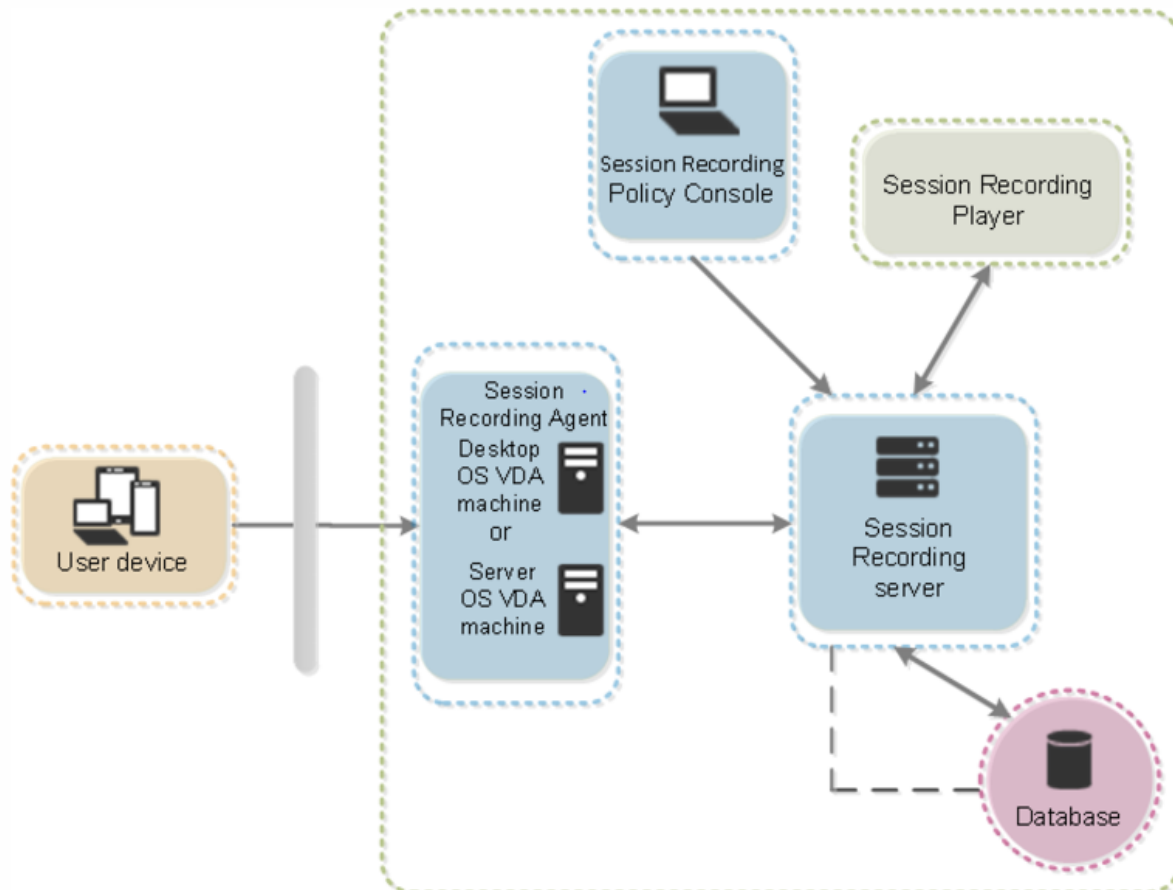 Session Recording
Policy Console
Session Recording
Player
Session
Recording Agent
Desktop
OS VDA
machine
or
Server
OS VDA
machine
User device
Session
Recording
server
Database